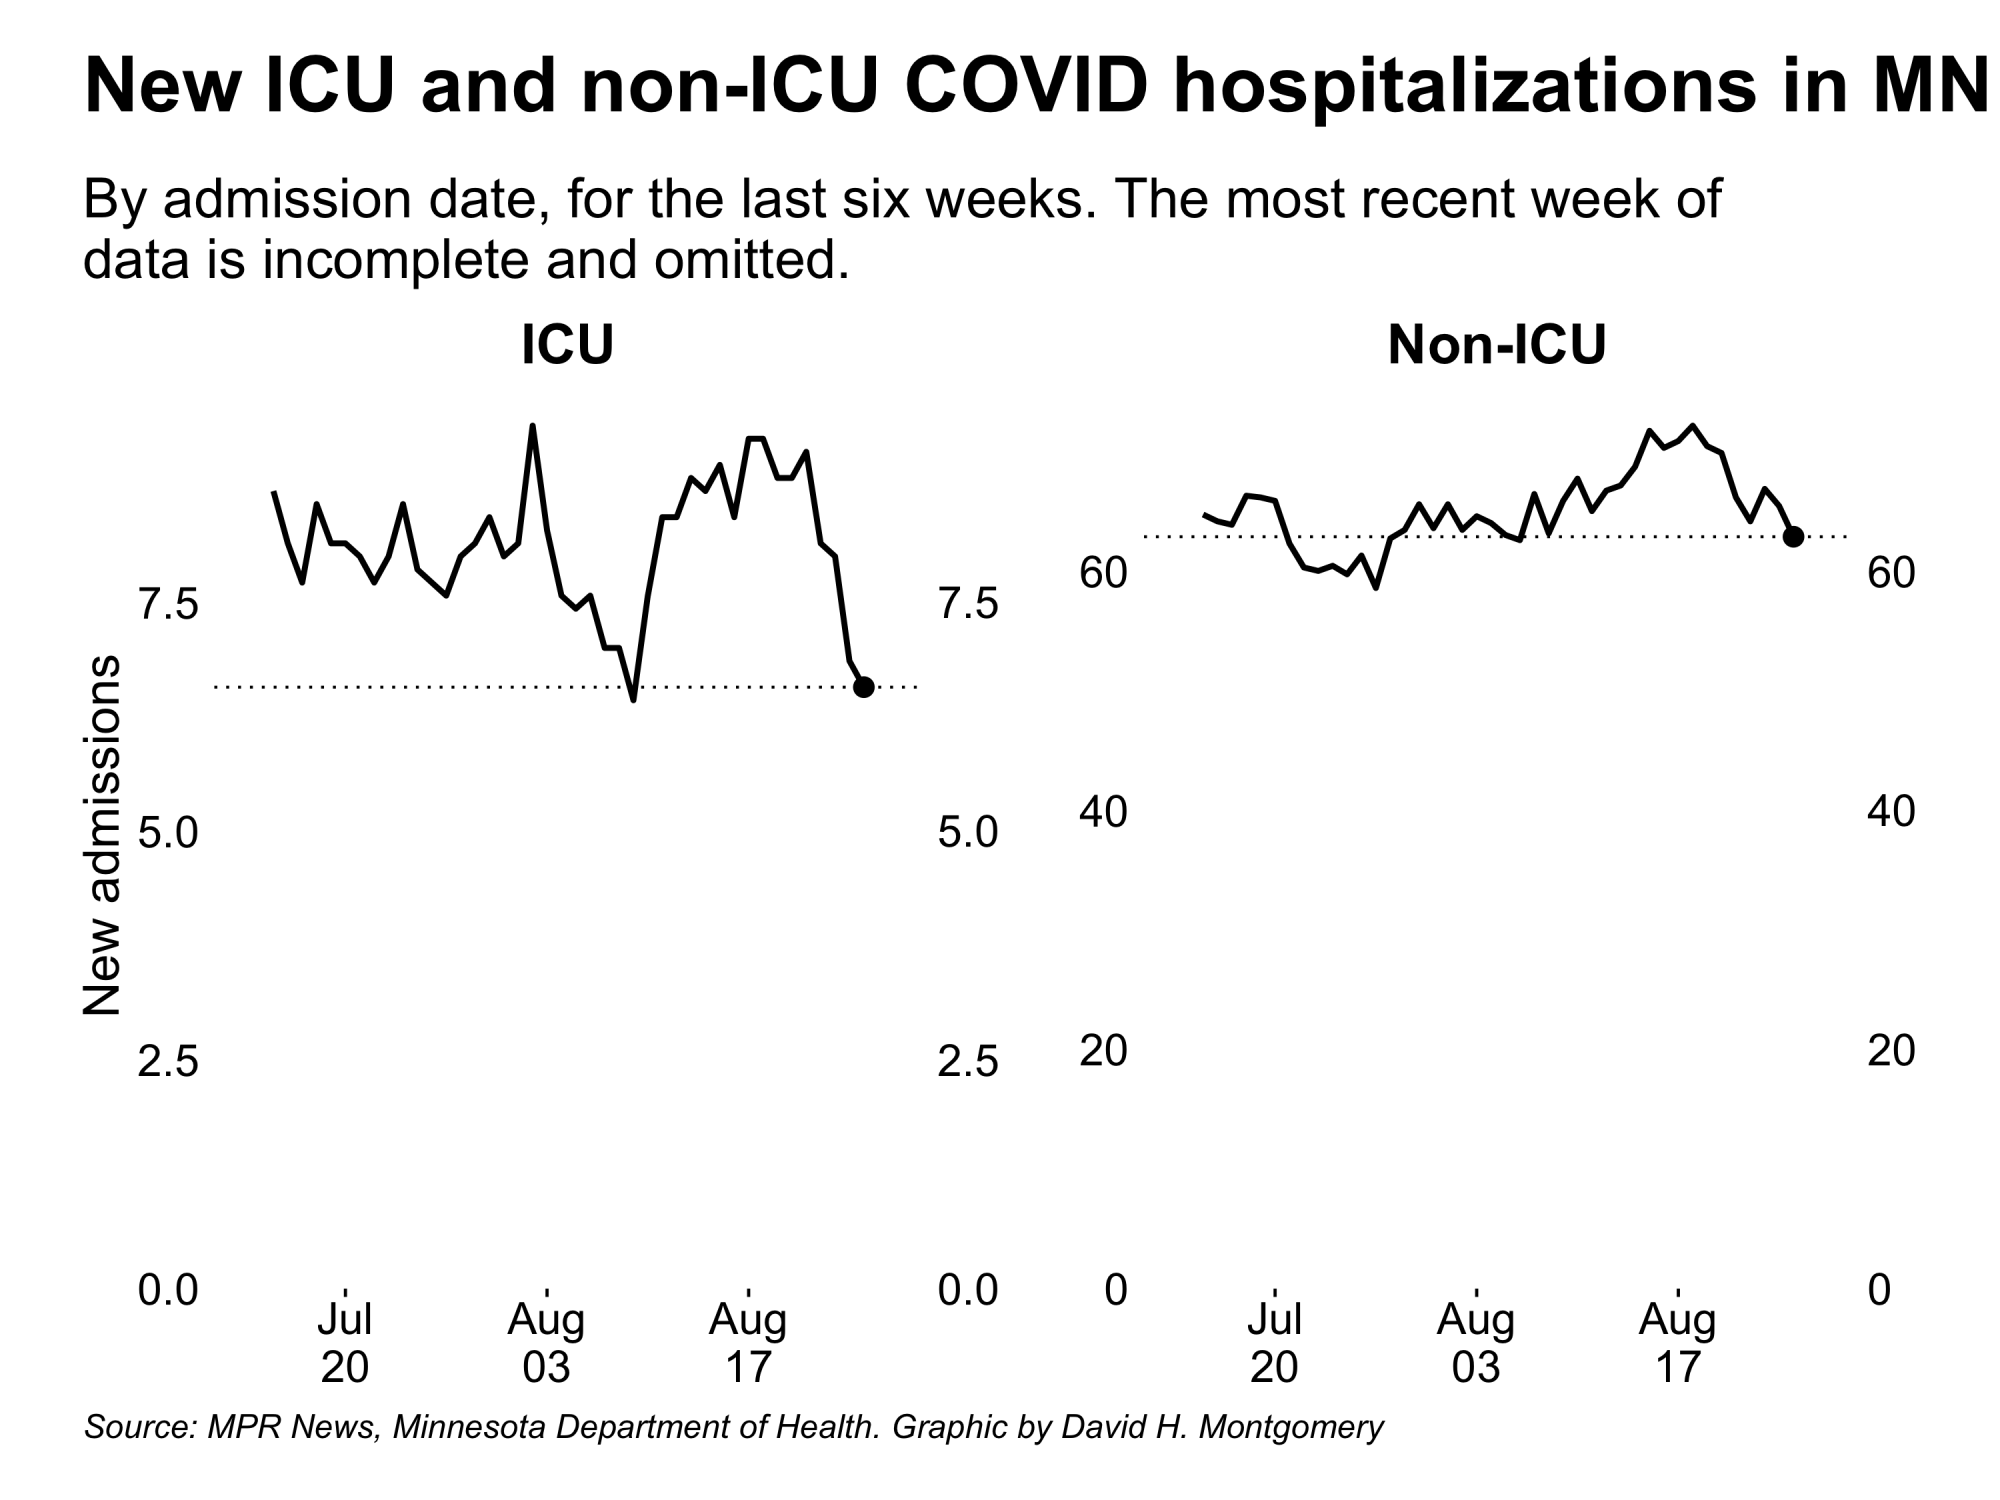 New ICU and non-ICU COVID hospitalizations in MN
By admission date, for the last six weeks. The most recent week of
data is incomplete and omitted.
ICU
New admissions
7.5
5.0
2.5
0.0
7.5
5.0
2.5
0.0
Jul
20
Aug
03
Aug
17
Non-ICU
60
40
20
0
60
40
20
0
Jul
20
Aug
03
Aug
17
Source: MPR News, Minnesota Department of Health. Graphic by David H. Montgomery